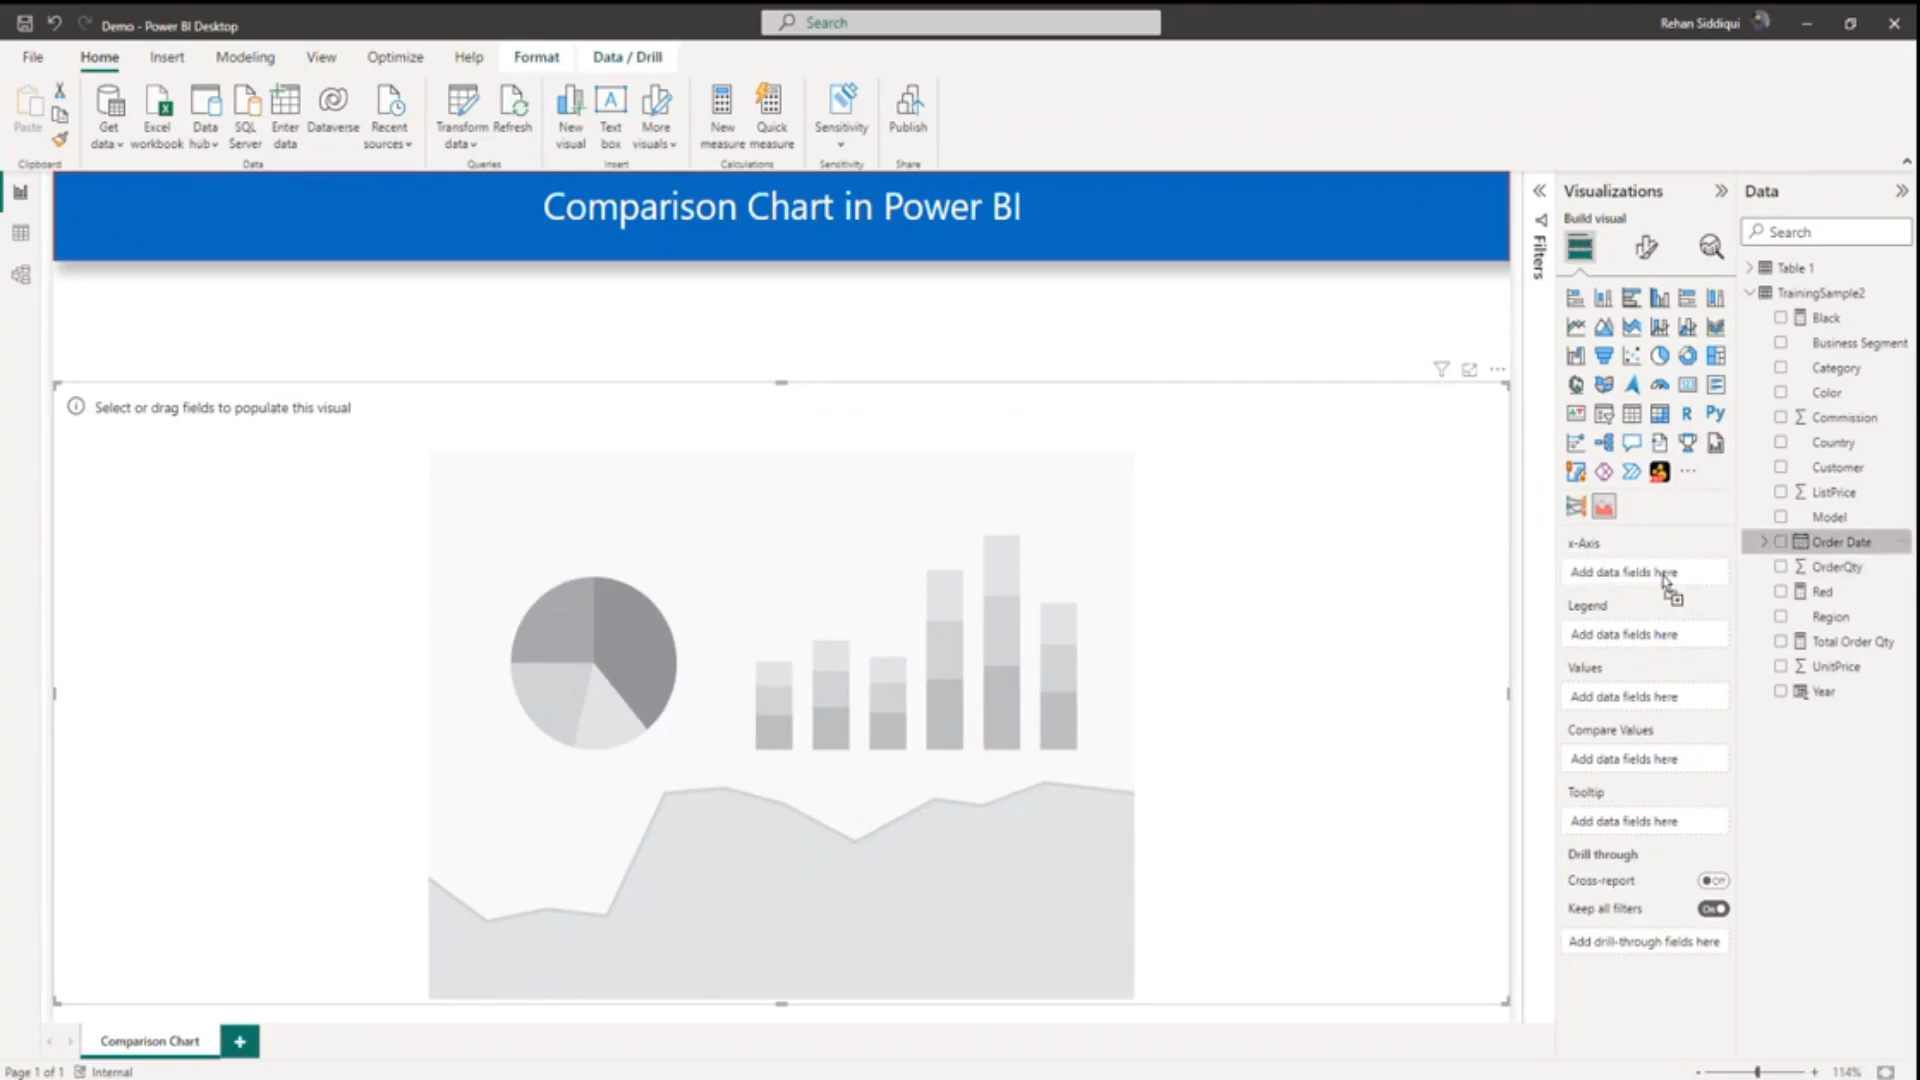 Demo - Power BI Desktop
Search
Rehan Siddiqui
File Home Insert Modeling View Optimize Help Format Data / Drill
Paste
Get data
Excel workbook
Data hub
SQL Server
Enter data
Dataverse
Recent sources
Transform data
Refresh
New visual
Text box
More visuals
New measure
Quick measure
Sensitivity
Publish
Clipboard
Data
Queries
Insert
Calculations
Sensitivity
Share
Comparison Chart in Power BI
Select or drag fields to populate this visual
Filters
Visualizations
Build visual
R Py
x-Axis
Add data fields here
Legend
Add data fields here
Values
Add data fields here
Compare Values
Add data fields here
Tooltip
Add data fields here
Drill through
Cross-report Off
Keep all filters On
Add drill-through fields here
Data
Search
Table 1
TrainingSample2
Black
Business Segment
Category
Color
Commission
Country
Customer
ListPrice
Model
Order Date
OrderQty
Red
Region
Total Order Qty
UnitPrice
Year
Comparison Chart
Page 1 of 1 Internal
114%